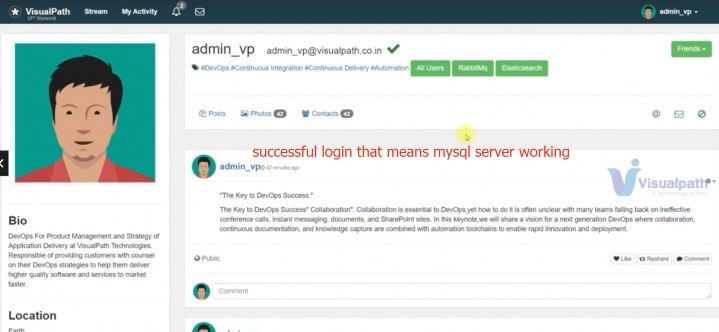 VisualPath
VP² Network
Stream
My Activity
2
admin_vp
admin_vp
admin_vp@visualpath.co.in
Friends
#DevOps #Continuous Integration #Continuous Delivery #Automation
All Users
RabbitMq
Elasticsearch
Posts
Photos 42
Contacts 42
@
successful login that means mysql server working
admin_vp
42 minutes ago
Visualpath
"The Key to DevOps Success."
The Key to DevOps Success" Collaboration". Collaboration is essential to DevOps,yet how to do it is often unclear with many teams falling back on ineffective
conference calls, instant messaging, documents, and SharePoint sites. In this keynote,we will share a vision for a next generation DevOps where collaboration,
continuous documentation, and knowledge capture are combined with automation toolchains to enable rapid innovation and deployment.
Public
Like
Reshare
Comment
Comment
Bio
DevOps For Product Management and Strategy of
Application Delivery at VisualPath Technologies.
Responsible of providing customers with counsel
on their DevOps strategies to help them deliver
higher quality software and services to market
faster.
Location